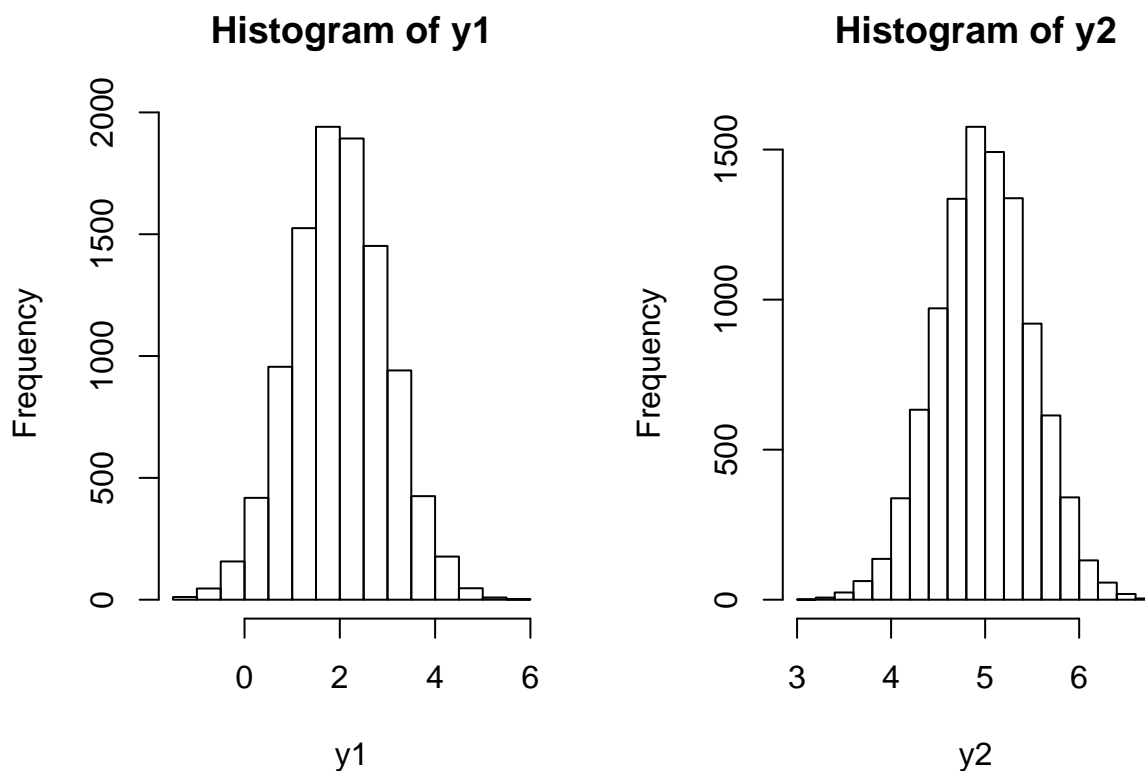 Histogram of y1
Frequency
0 500 1000 1500 2000
0 2 4 6
y1
Histogram of y2
Frequency
0 500 1000 1500
3 4 5 6
y2